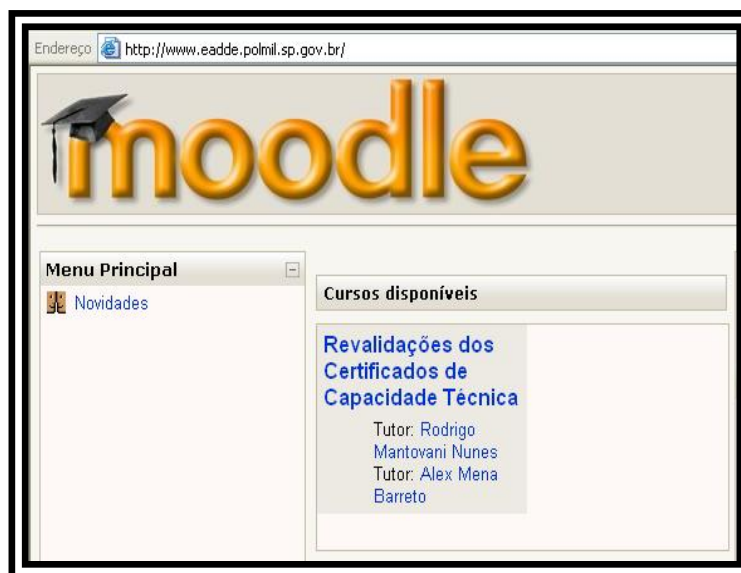 Endereço http://www.eadde.polmil.sp.gov.br/
moodle
Menu Principal
Novidades
Cursos disponíveis
Revalidações dos
Certificados de
Capacidade Técnica
Tutor: Rodrigo
Mantovani Nunes
Tutor: Alex Mena
Barreto